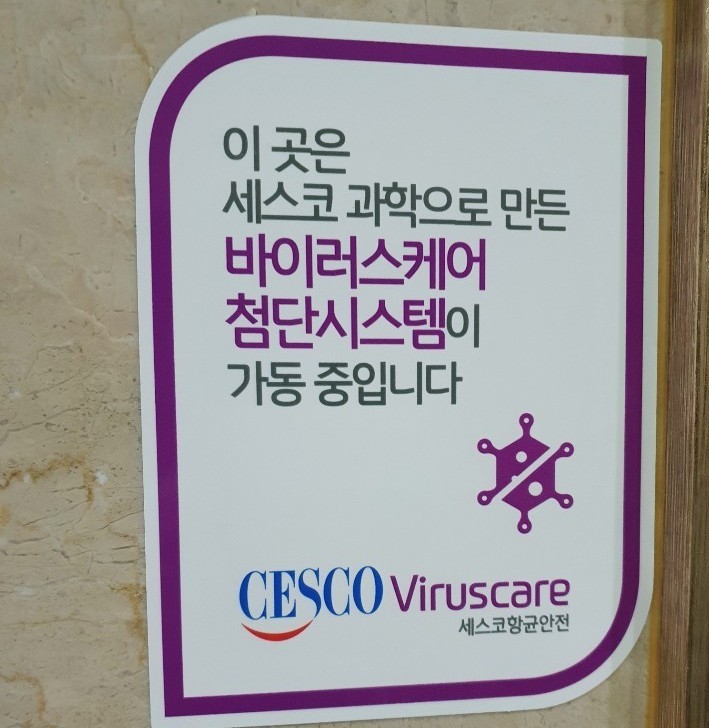 이 곳은
세스코 과학으로 만든
바이러스케어
첨단시스템이
가동 중입니다
CESCO Viruscare
세스코항균안전